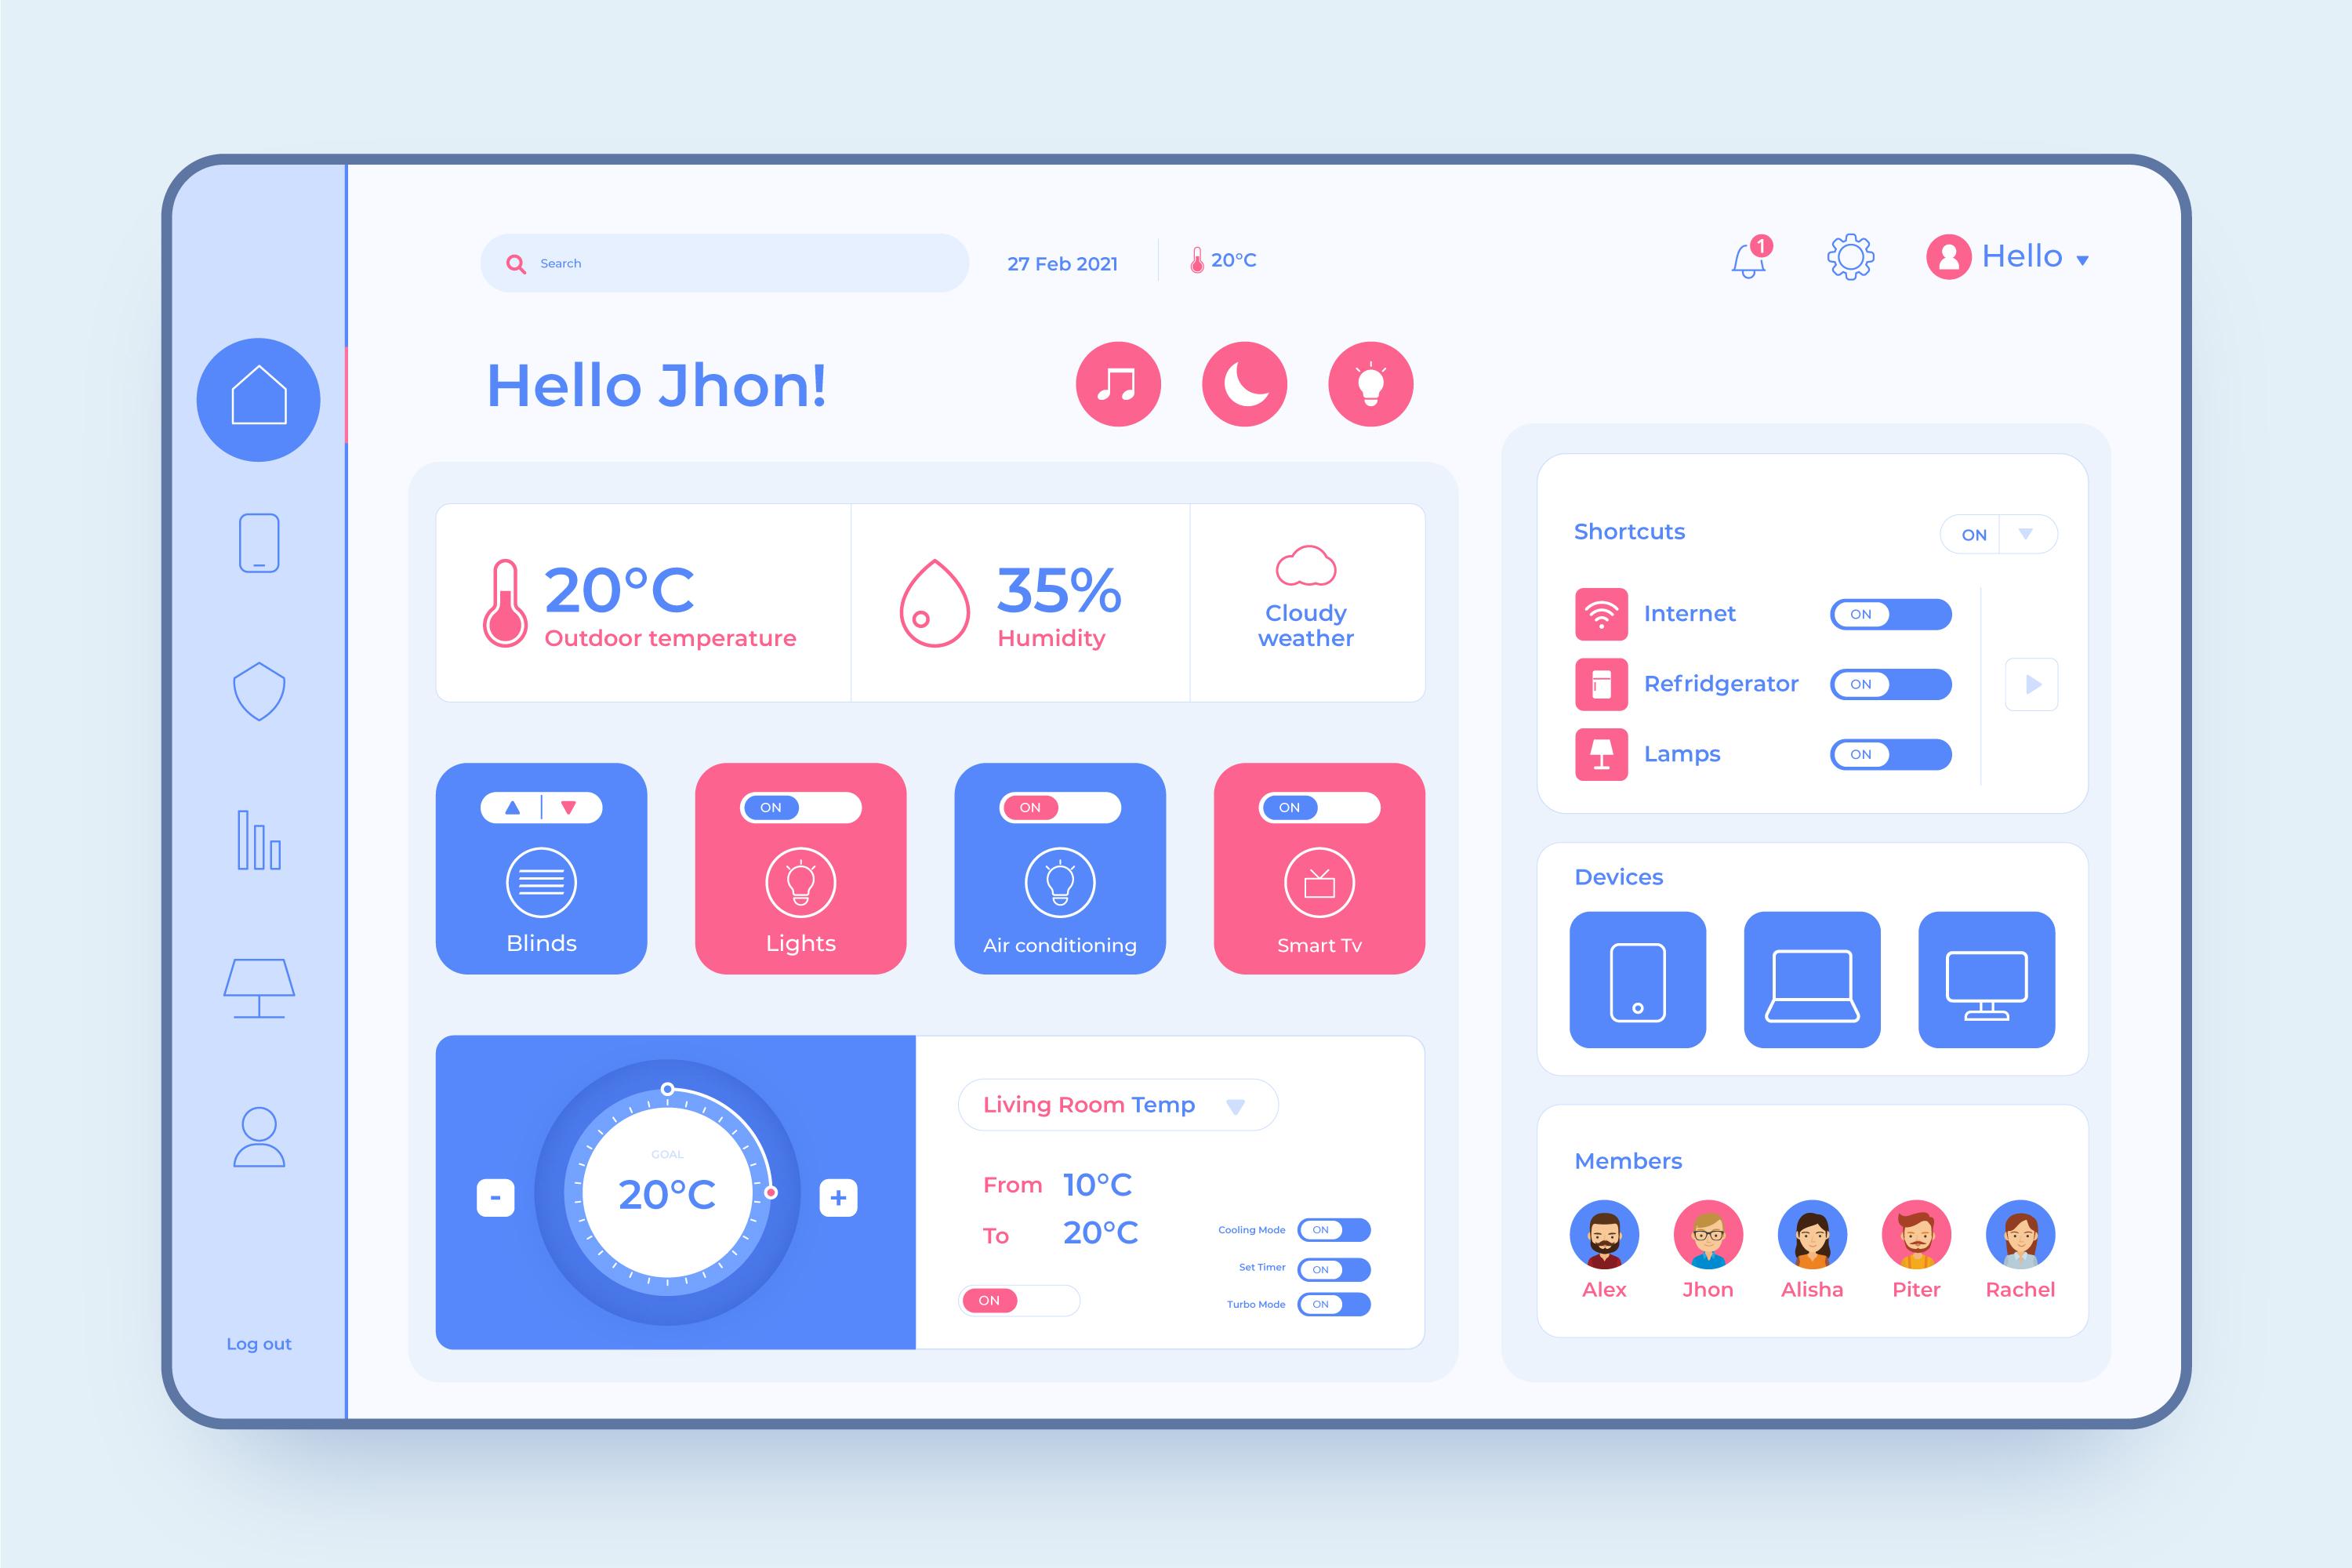 Search
27 Feb 2021
20°C
1
Hello
Hello Jhon!
20°C
Outdoor temperature
35%
Humidity
Cloudy
weather
ON
ON
ON
Blinds
Lights
Air conditioning
Smart Tv
GOAL
20°C
-
+
Living Room Temp
From 10°C
To 20°C
ON
Cooling Mode ON
Set Timer ON
Turbo Mode ON
Shortcuts
ON
Internet ON
Refridgerator ON
Lamps ON
Devices
Members
Alex
Jhon
Alisha
Piter
Rachel
Log out